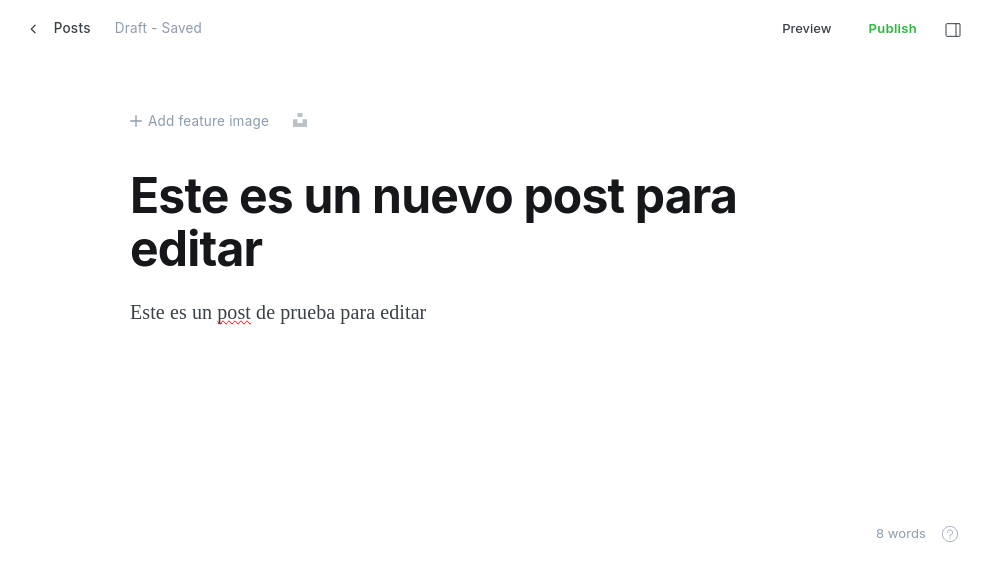 Posts
Draft - Saved
Preview
Publish
Add feature image
Este es un nuevo post para
editar
Este es un post de prueba para editar
8 words
?